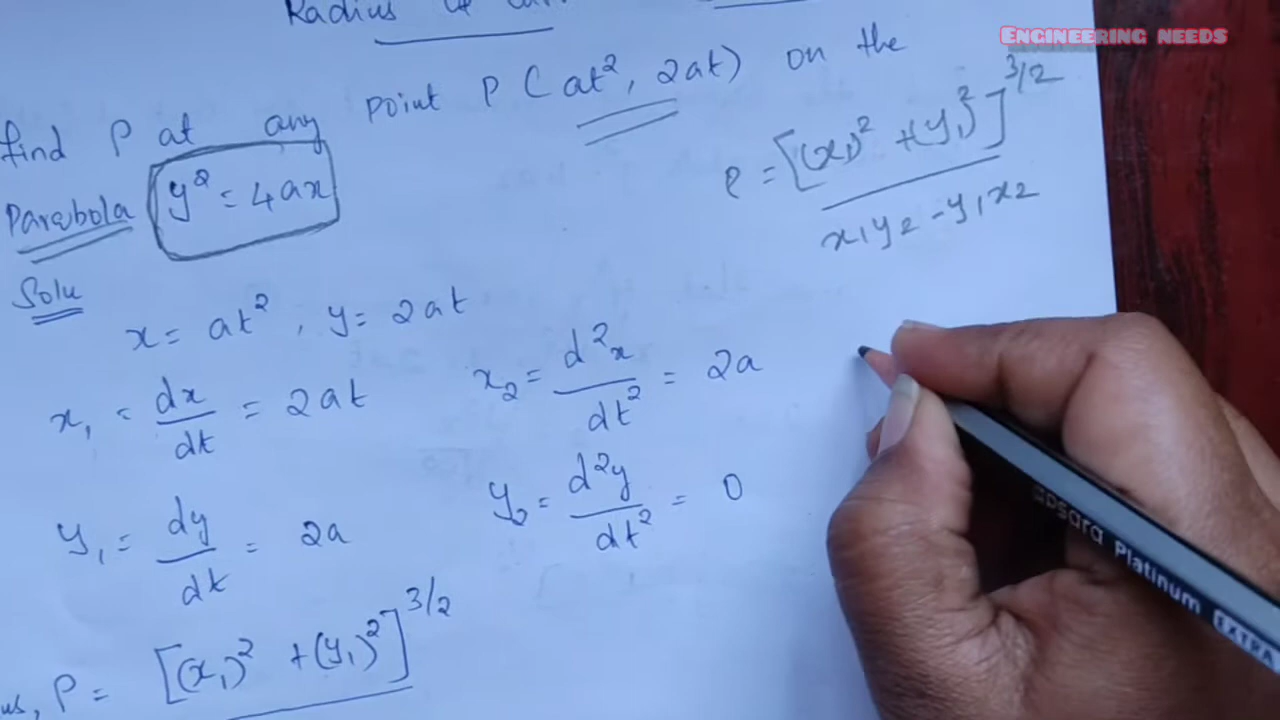 Radius
ENGINEERING NEEDS
find ρ at any point P (at², 2at) on the
Parabola y² = 4ax
ρ = [(x₁)² + (y₁)²]^3/2
x₁y₂ - y₁x₂
Solu
x = at², y = 2at
x₁ = dx/dt = 2at
x₂ = d²x/dt² = 2a
y₁ = dy/dt = 2a
y₂ = d²y/dt² = 0
ρ = [(x₁)² + (y₁)²]^3/2
apsara Platinum EXTRA